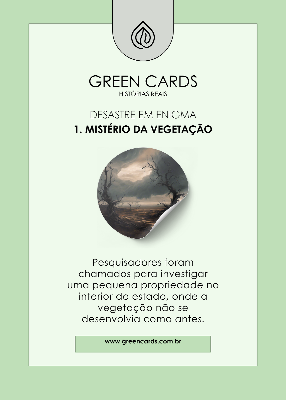 GREEN CARDS
HISTÓRIAS REAIS
DESASTRE EM ENIGMA
1. MISTÉRIO DA VEGETAÇÃO
Pesquisadores foram
chamados para investigar
uma pequena propriedade no
interior do estado, onde a
vegetação não se
desenvolvia como antes.
www.greencards.com.br